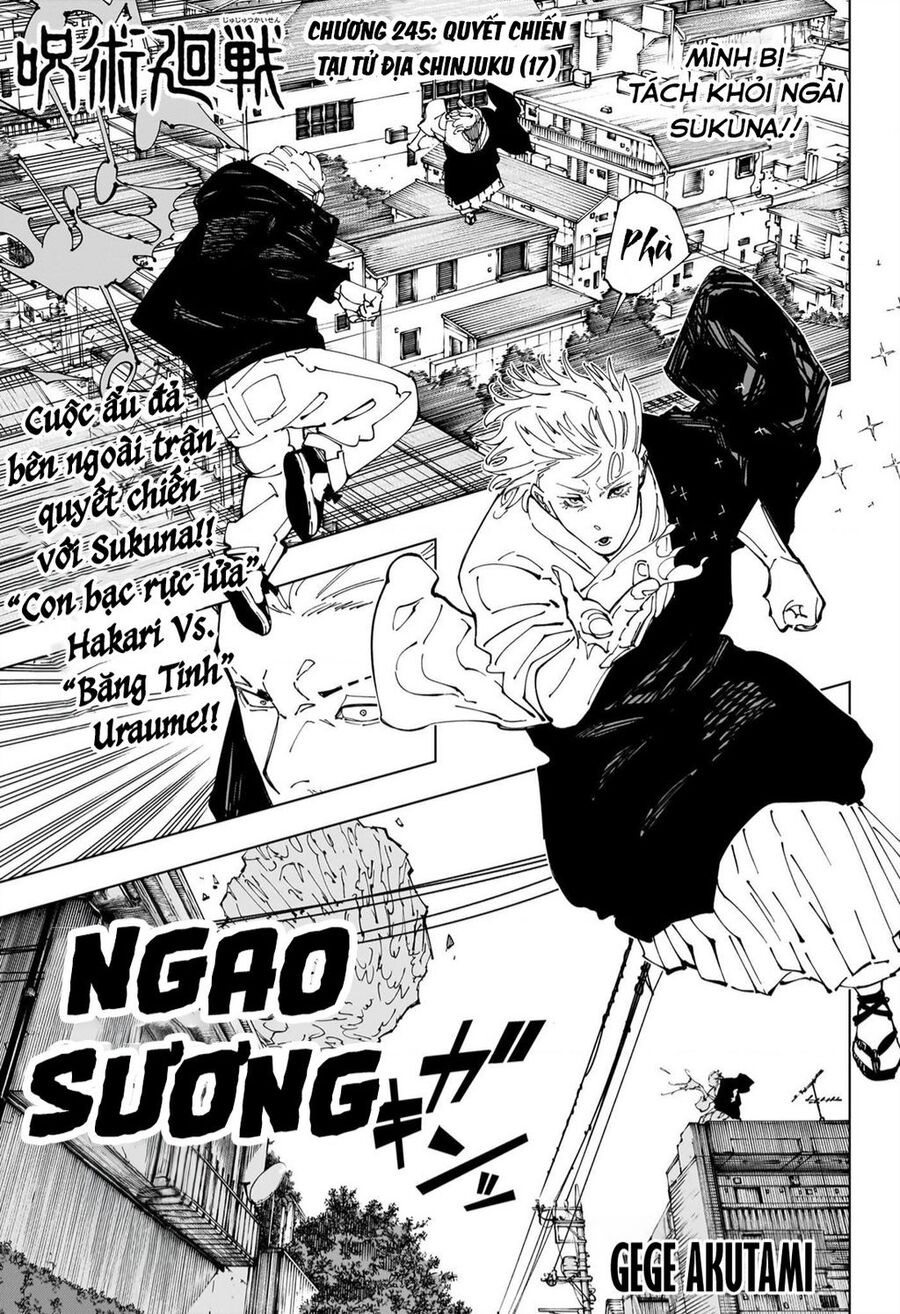 じゅじゅつかいせん
呪術廻戦
CHƯƠNG 245: QUYẾT CHIẾN
TẠI TỬ ĐỊA SHINJUKU (17)
MÌNH BỊ
TÁCH KHỎI NGÀI
SUKUNA!!
Phù
Cuộc ẩu đả
bên ngoài trận
quyết chiến
với Sukuna!!
“Con bạc rực lửa”
Hakari Vs.
“Băng Tinh”
Uraume!!
NGAO
SƯƠNG
ガキンッ
GEGE AKUTAMI